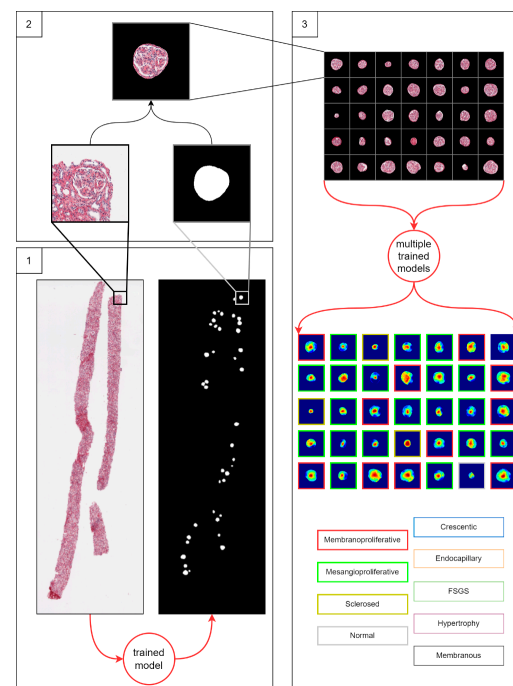 2
3
1
multiple
trained
models
trained
model
Membranoproliferative
Mesangioproliferative
Sclerosed
Normal
Crescentic
Endocapillary
FSGS
Hypertrophy
Membranous